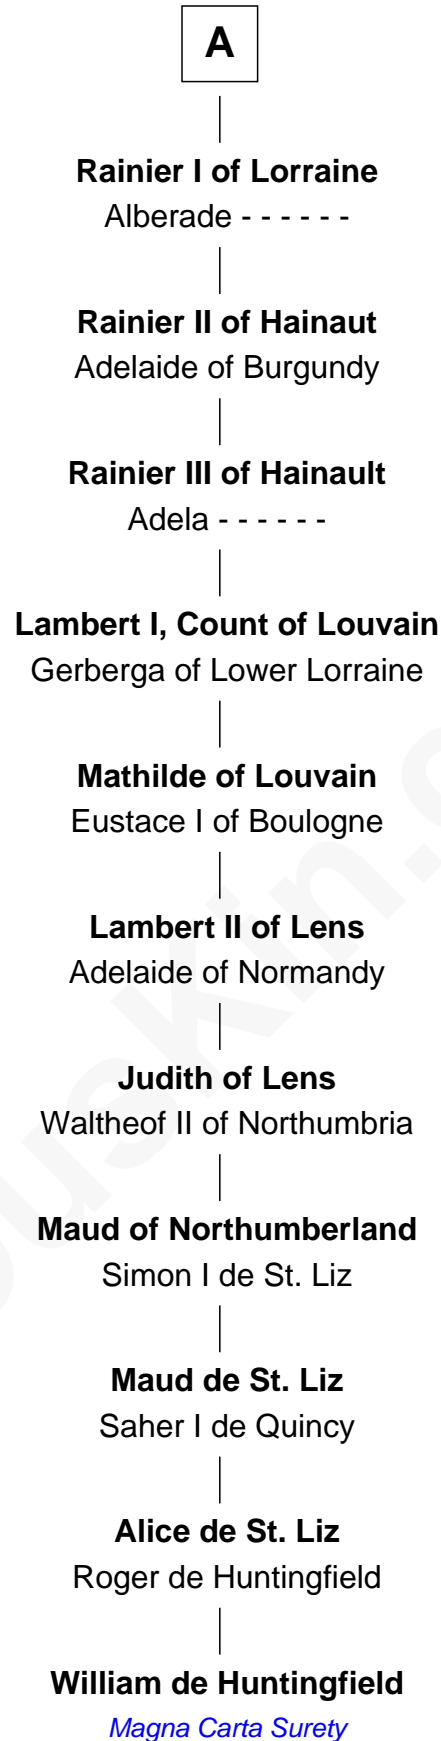 A
Rainier I of Lorraine
Alberade - - - - - -
Rainier II of Hainaut
Adelaide of Burgundy
Rainier III of Hainault
Adela - - - - - -
Lambert I, Count of Louvain
Gerberga of Lower Lorraine
Mathilde of Louvain
Eustace I of Boulogne
Lambert II of Lens
Adelaide of Normandy
Judith of Lens
Waltheof II of Northumbria
Maud of Northumberland
Simon I de St. Liz
Maud de St. Liz
Saher I de Quincy
Alice de St. Liz
Roger de Huntingfield
William de Huntingfield
Magna Carta Surety